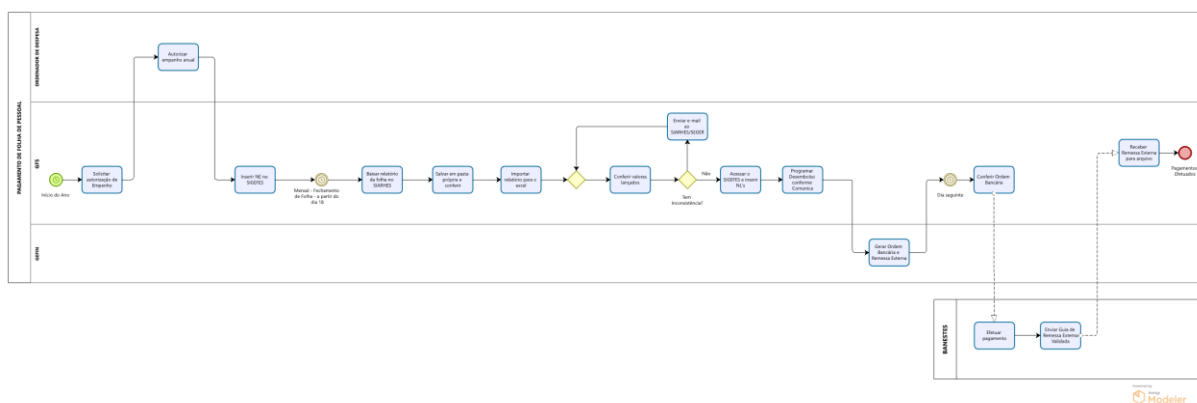 PAGAMENTO DE FOLHA DE PESSOAL
ORDENADOR DE DESPESA
Autorizar
empenho anual
GFS
Início do Ano
Solicitar
autorização de
Empenho
Inserir NE no
SIGEFES
Mensal - Fechamento
de Folha - a partir do
dia 18
Baixar relatório
da folha no
SIARHES
Salvar em pasta
própria e
conferir
Importar
relatório para o
excel
Conferir valores
lançados
Enviar e-mail
ao
SIARHES/SEGER
Sem
Inconsistência?
Não
Acessar o
SIGEFES e inserir
NL's
Programar
Desembolso
conforme
Comunica
Dia seguinte
Conferir Ordem
Bancária
Receber
Remessa Externa
para arquivo
Pagamentos
Efetuados
GEFIN
Gerar Ordem
Bancária e
Remessa Externa
BANESTES
Efetuar
pagamento
Enviar Guia de
Remessa Externa
Validada
Powered by
bizagi
Modeler